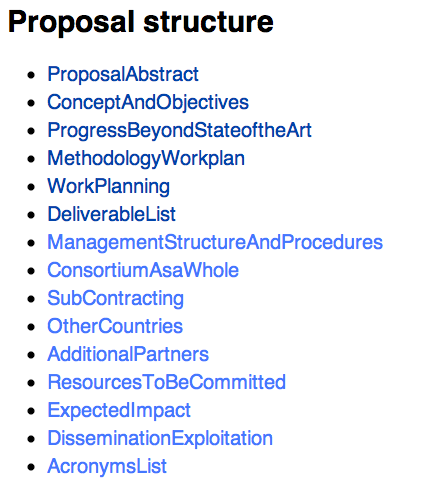 Proposal structure
ProposalAbstract
ConceptAndObjectives
ProgressBeyondStateoftheArt
MethodologyWorkplan
WorkPlanning
DeliverableList
ManagementStructureAndProcedures
ConsortiumAsaWhole
SubContracting
OtherCountries
AdditionalPartners
ResourcesToBeCommitted
ExpectedImpact
DisseminationExploitation
AcronymsList